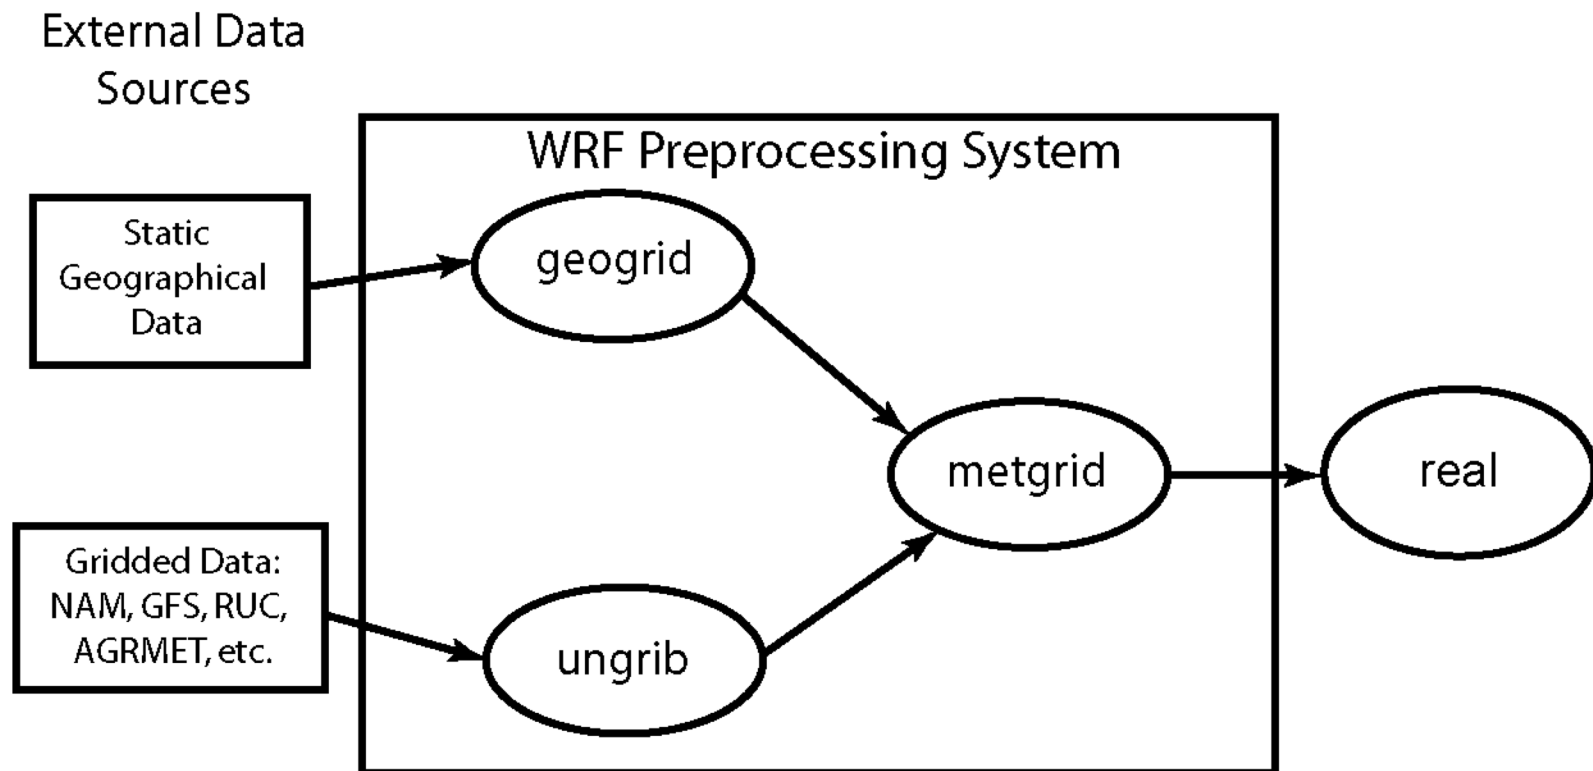 External Data
Sources
WRF Preprocessing System
Static
Geographical
Data
geogrid
metgrid
real
Gridded Data:
NAM, GFS, RUC,
AGRMET, etc.
ungrib